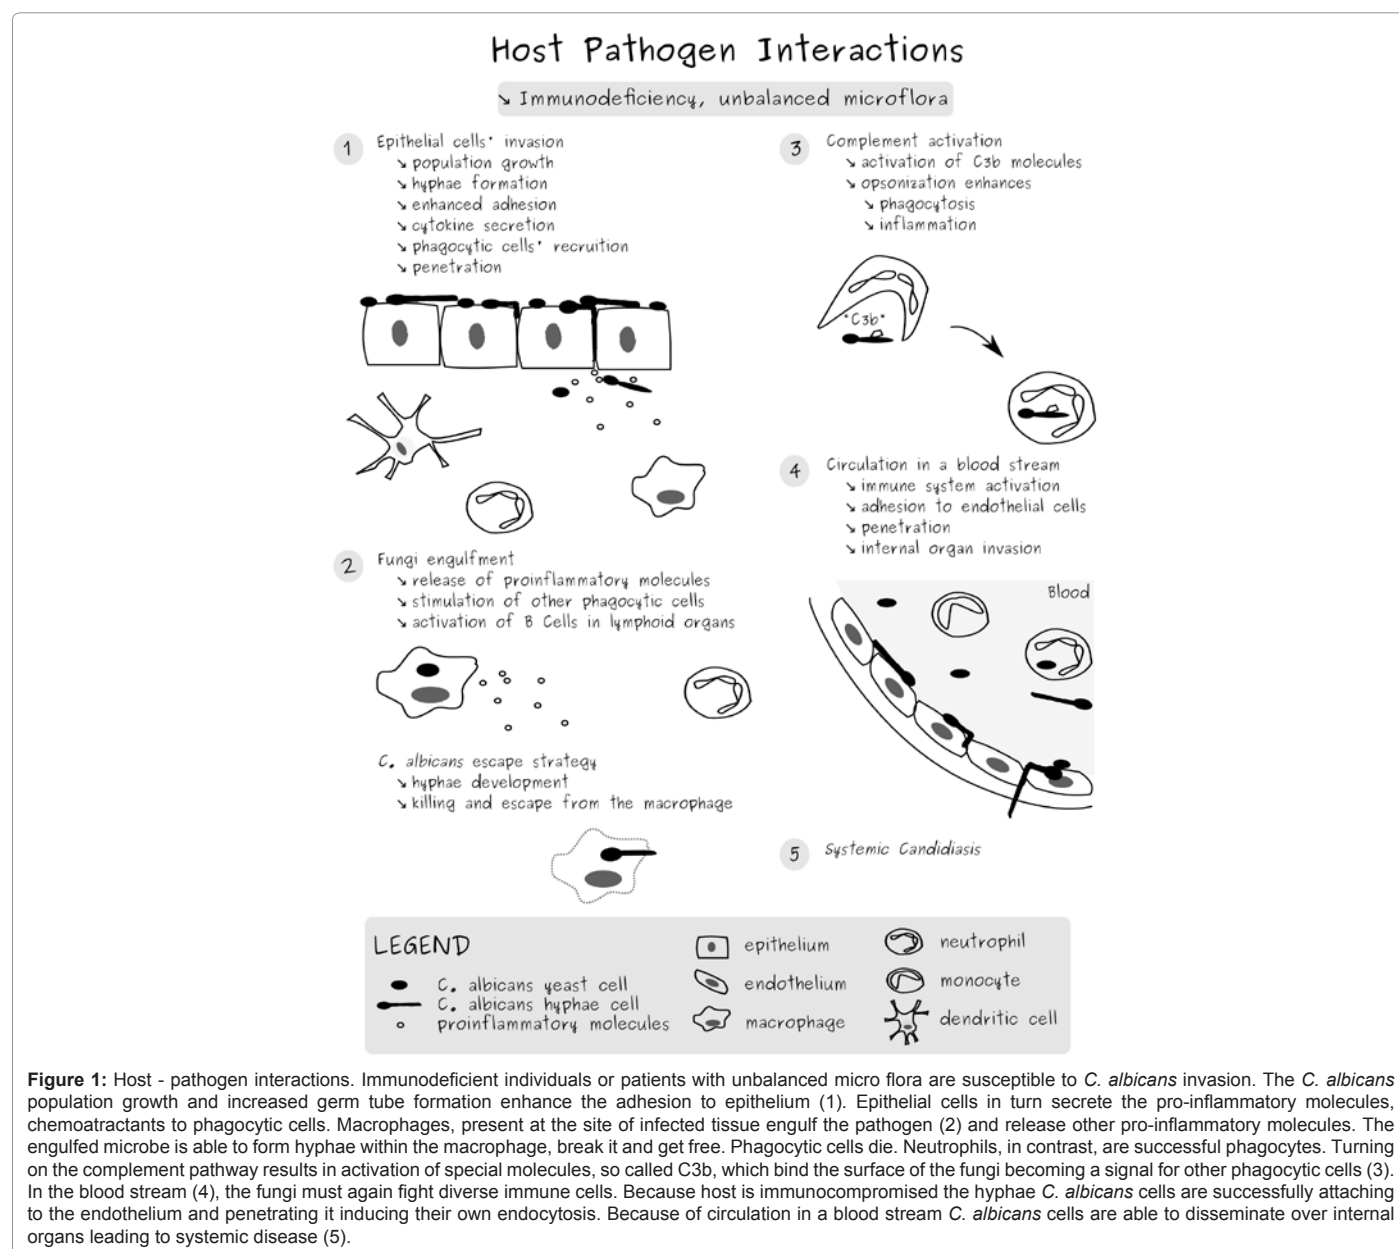 Host Pathogen Interactions
↘ Immunodeficiency, unbalanced microflora
1 Epithelial cells' invasion
↘ population growth
↘ hyphae formation
↘ enhanced adhesion
↘ cytokine secretion
↘ phagocytic cells' recruition
↘ penetration
2 Fungi engulfment
↘ release of proinflammatory molecules
↘ stimulation of other phagocytic cells
↘ activation of B Cells in lymphoid organs
C. albicans escape strategy
↘ hyphae development
↘ killing and escape from the macrophage
3 Complement activation
↘ activation of C3b molecules
↘ opsonization enhances
↘ phagocytosis
↘ inflammation
"C3b"
4 Circulation in a blood stream
↘ immune system activation
↘ adhesion to endothelial cells
↘ penetration
↘ internal organ invasion
Blood
5 Systemic Candidiasis
LEGEND
C. albicans yeast cell
C. albicans hyphae cell
proinflammatory molecules
epithelium
endothelium
macrophage
neutrophil
monocyte
dendritic cell
Figure 1: Host - pathogen interactions. Immunodeficient individuals or patients with unbalanced micro flora are susceptible to C. albicans invasion. The C. albicans
population growth and increased germ tube formation enhance the adhesion to epithelium (1). Epithelial cells in turn secrete the pro-inflammatory molecules,
chemoatractants to phagocytic cells. Macrophages, present at the site of infected tissue engulf the pathogen (2) and release other pro-inflammatory molecules. The
engulfed microbe is able to form hyphae within the macrophage, break it and get free. Phagocytic cells die. Neutrophils, in contrast, are successful phagocytes. Turning
on the complement pathway results in activation of special molecules, so called C3b, which bind the surface of the fungi becoming a signal for other phagocytic cells (3).
In the blood stream (4), the fungi must again fight diverse immune cells. Because host is immunocompromised the hyphae C. albicans cells are successfully attaching
to the endothelium and penetrating it inducing their own endocytosis. Because of circulation in a blood stream C. albicans cells are able to disseminate over internal
organs leading to systemic disease (5).